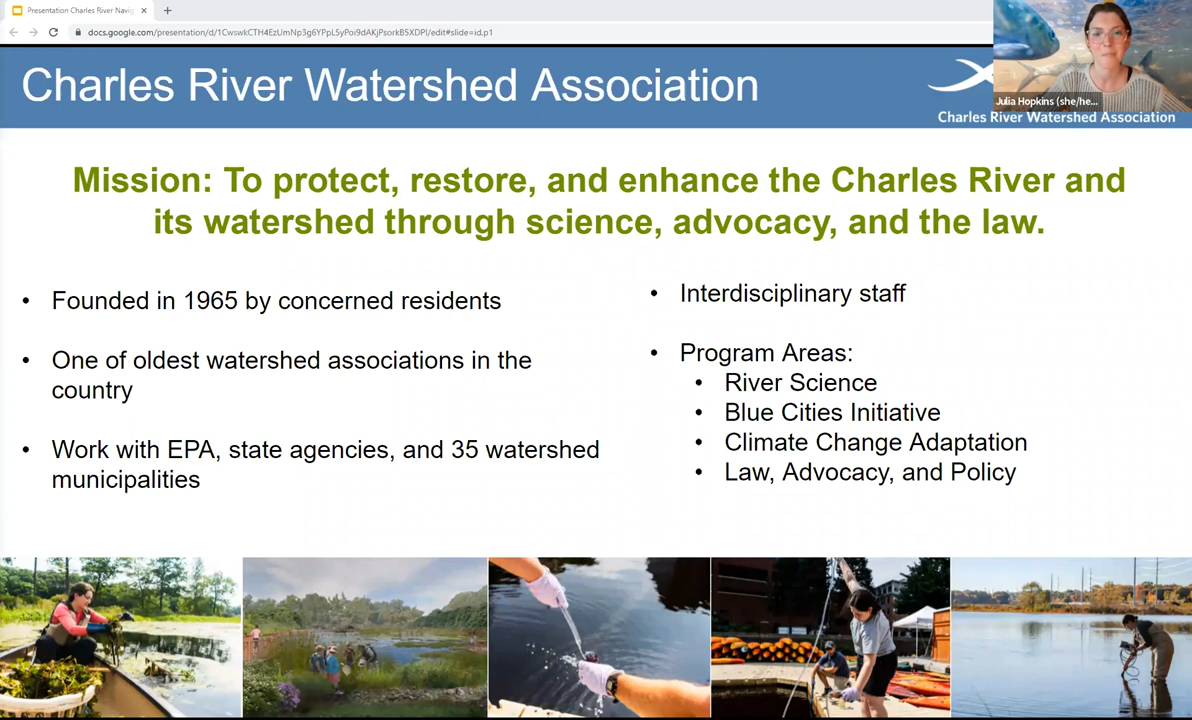 Presentation Charles River Navig
docs.google.com/presentation/d/1CwswkCTH4EzUmNp3g6YPpL5yPoi9dAKjPsorkB5XDPI/edit#slide=id.p1
Charles River Watershed Association
Julia Hopkins (she/he...
Charles River Watershed Association
Mission: To protect, restore, and enhance the Charles River and
its watershed through science, advocacy, and the law.
• Founded in 1965 by concerned residents
• One of oldest watershed associations in the
country
• Work with EPA, state agencies, and 35 watershed
municipalities
• Interdisciplinary staff
• Program Areas:
• River Science
• Blue Cities Initiative
• Climate Change Adaptation
• Law, Advocacy, and Policy